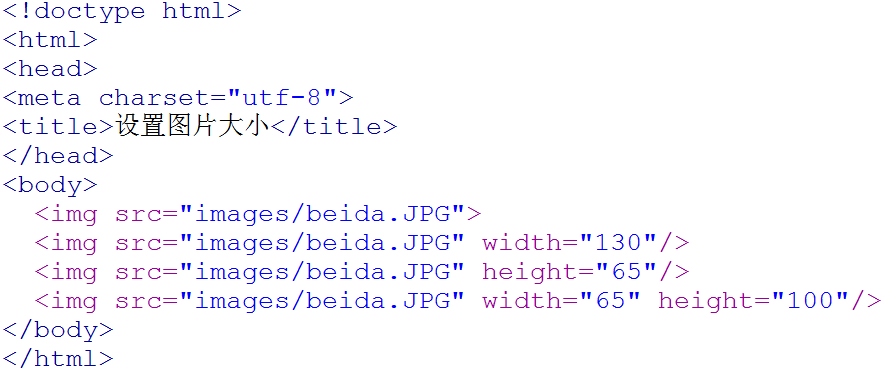 <!doctype html>
<html>
<head>
<meta charset="utf-8">
<title>设置图片大小</title>
</head>
<body>
<img src="images/beida.JPG">
<img src="images/beida.JPG" width="130"/>
<img src="images/beida.JPG" height="65"/>
<img src="images/beida.JPG" width="65" height="100"/>
</body>
</html>